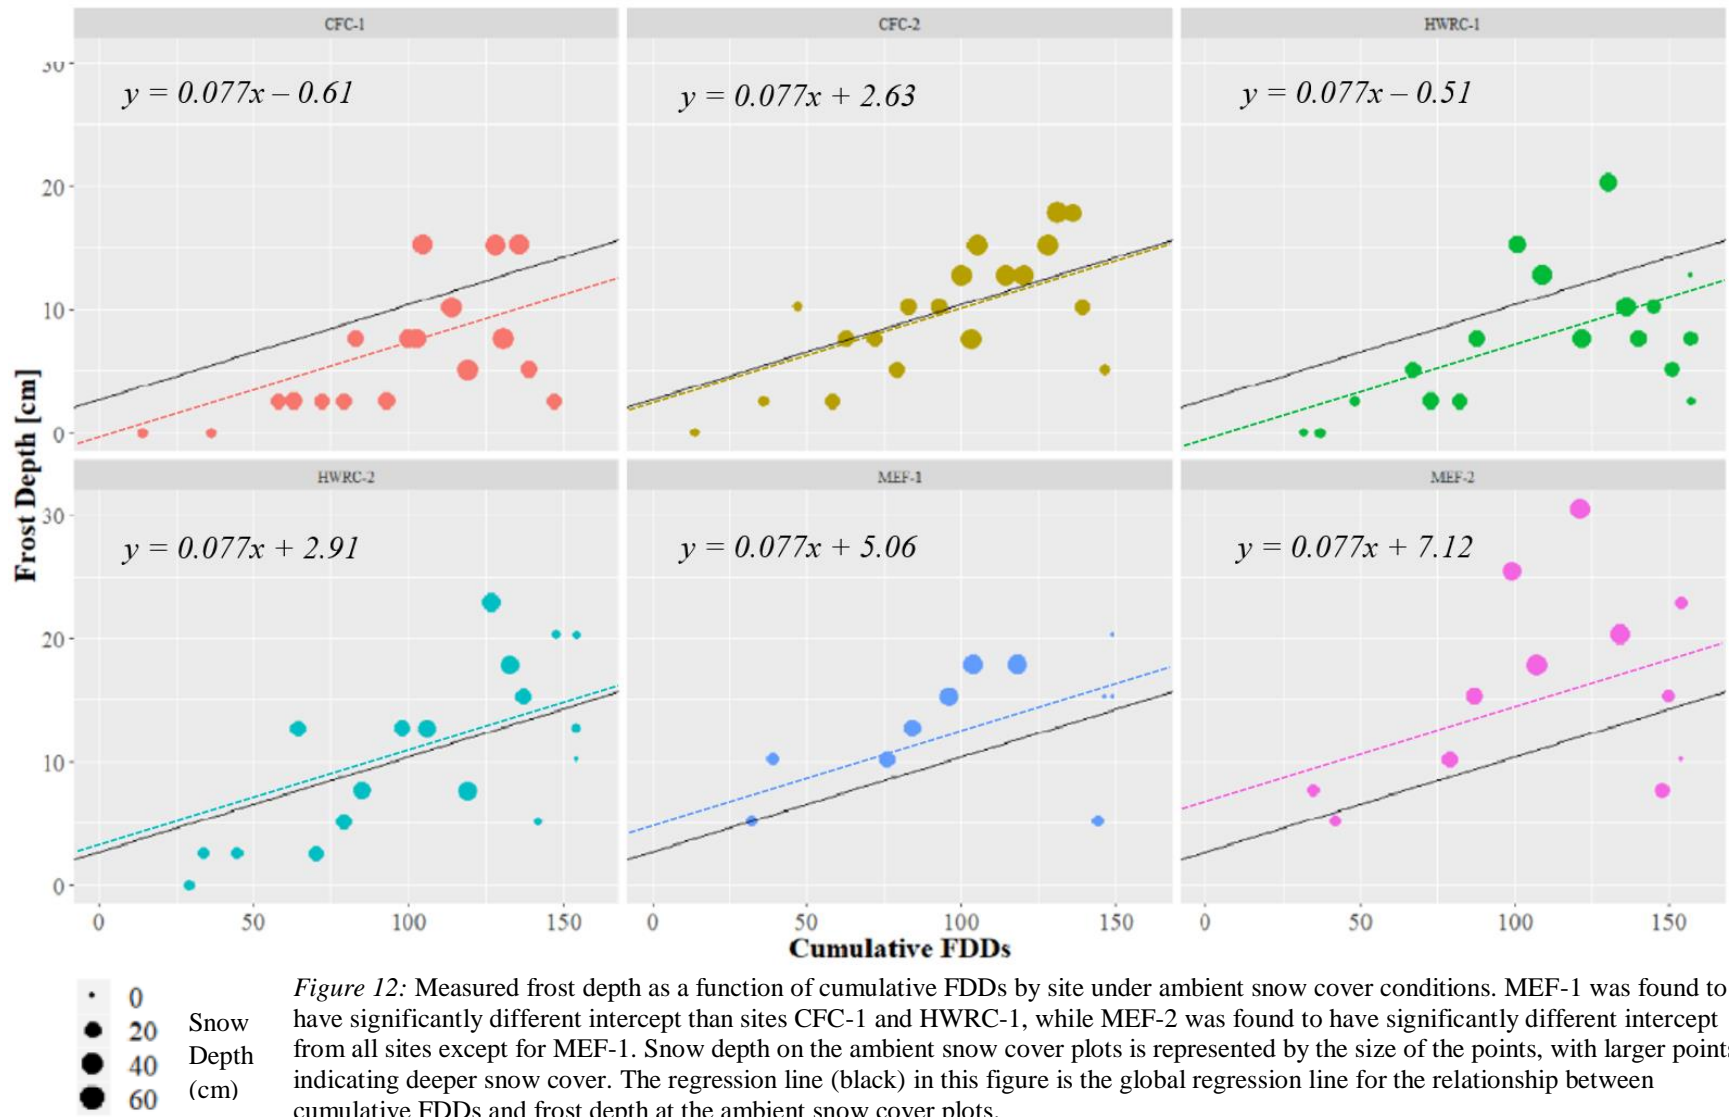 CFC-1 CFC-2 HWRC-1
30
y = 0.077x – 0.61 y = 0.077x + 2.63 y = 0.077x – 0.51
20
10
0
Frost Depth [cm]
HWRC-2 MEF-1 MEF-2
30
y = 0.077x + 2.91 y = 0.077x + 5.06 y = 0.077x + 7.12
20
10
0
0 50 100 150 0 50 100 150 0 50 100 150
Cumulative FDDs
0
20
40
60
Snow
Depth
(cm)
Figure 12: Measured frost depth as a function of cumulative FDDs by site under ambient snow cover conditions. MEF-1 was found to
have significantly different intercept than sites CFC-1 and HWRC-1, while MEF-2 was found to have significantly different intercept
from all sites except for MEF-1. Snow depth on the ambient snow cover plots is represented by the size of the points, with larger points
indicating deeper snow cover. The regression line (black) in this figure is the global regression line for the relationship between
cumulative FDDs and frost depth at the ambient snow cover plots.